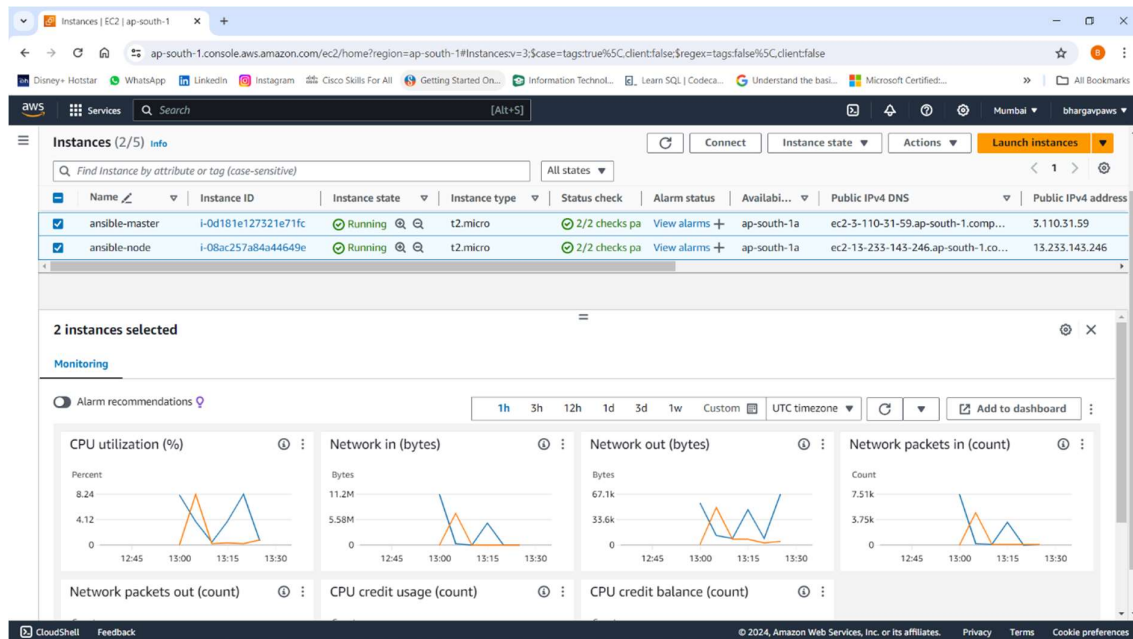 Instances | EC2 | ap-south-1
ap-south-1.console.aws.amazon.com/ec2/home?region=ap-south-1#Instances:v=3;$case=tags:true%5C,client:false;$regex=tags:false%5C,client:false
B
Disney+ Hotstar WhatsApp LinkedIn Instagram Cisco Skills For All Getting Started On... Information Technol... Learn SQL | Codeca... Understand the basi... Microsoft Certified:... » All Bookmarks
aws Services Search [Alt+S] Mumbai bhargavpaws
Instances (2/5) Info Connect Instance state Actions Launch instances
Find Instance by attribute or tag (case-sensitive) All states 1
Name Instance ID Instance state Instance type Status check Alarm status Availabi... Public IPv4 DNS Public IPv4 address
ansible-master i-0d181e127321e71fc Running t2.micro 2/2 checks pa View alarms + ap-south-1a ec2-3-110-31-59.ap-south-1.comp... 3.110.31.59
ansible-node i-08ac257a84a44649e Running t2.micro 2/2 checks pa View alarms + ap-south-1a ec2-13-233-143-246.ap-south-1.co... 13.233.143.246
2 instances selected
Monitoring
Alarm recommendations
1h 3h 12h 1d 3d 1w Custom UTC timezone Add to dashboard
CPU utilization (%) Network in (bytes) Network out (bytes) Network packets in (count)
Percent Bytes Bytes Count
8.24 11.2M 67.1k 7.51k
4.12 5.58M 33.6k 3.75k
0 0 0 0
12:45 13:00 13:15 13:30 12:45 13:00 13:15 13:30 12:45 13:00 13:15 13:30 12:45 13:00 13:15 13:30
Network packets out (count) CPU credit usage (count) CPU credit balance (count)
CloudShell Feedback © 2024, Amazon Web Services, Inc. or its affiliates. Privacy Terms Cookie preferences